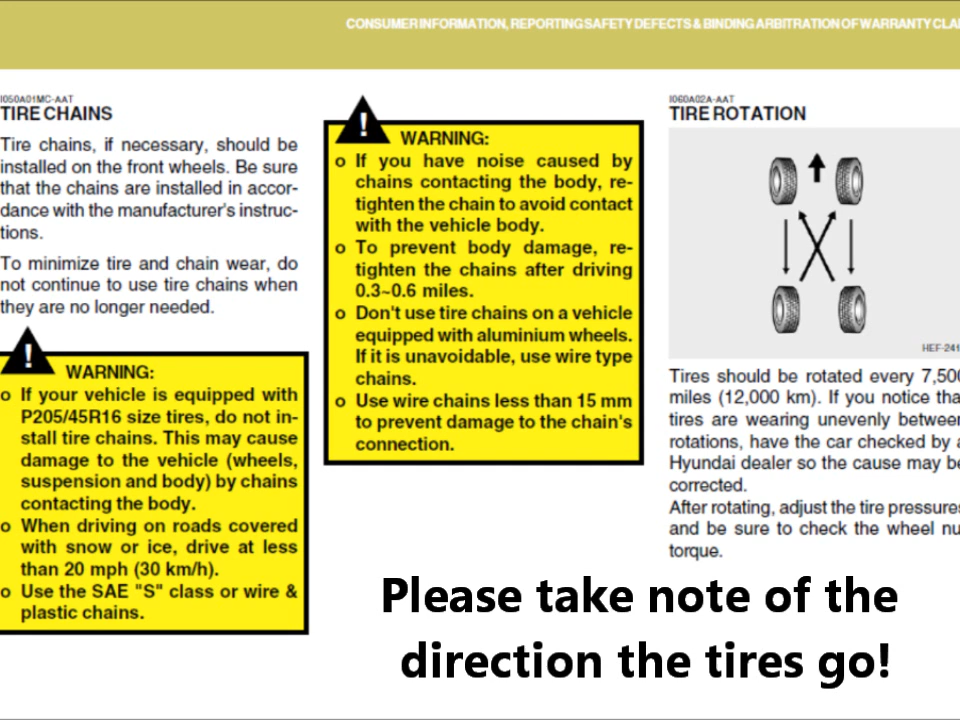 CONSUMER INFORMATION, REPORTING SAFETY DEFECTS & BINDING ARBITRATION OF WARRANTY CLAI
I050A01MC-AAT
TIRE CHAINS
Tire chains, if necessary, should be
installed on the front wheels. Be sure
that the chains are installed in accor-
dance with the manufacturer's instruc-
tions.
To minimize tire and chain wear, do
not continue to use tire chains when
they are no longer needed.
!
WARNING:
o If your vehicle is equipped with
P205/45R16 size tires, do not in-
stall tire chains. This may cause
damage to the vehicle (wheels,
suspension and body) by chains
contacting the body.
o When driving on roads covered
with snow or ice, drive at less
than 20 mph (30 km/h).
o Use the SAE "S" class or wire &
plastic chains.
!
WARNING:
o If you have noise caused by
chains contacting the body, re-
tighten the chain to avoid contact
with the vehicle body.
o To prevent body damage, re-
tighten the chains after driving
0.3~0.6 miles.
o Don't use tire chains on a vehicle
equipped with aluminium wheels.
If it is unavoidable, use wire type
chains.
o Use wire chains less than 15 mm
to prevent damage to the chain's
connection.
I060A02A-AAT
TIRE ROTATION
HEF-241
Tires should be rotated every 7,500
miles (12,000 km). If you notice tha
tires are wearing unevenly between
rotations, have the car checked by a
Hyundai dealer so the cause may be
corrected.
After rotating, adjust the tire pressures
and be sure to check the wheel nu
torque.
Please take note of the
direction the tires go!